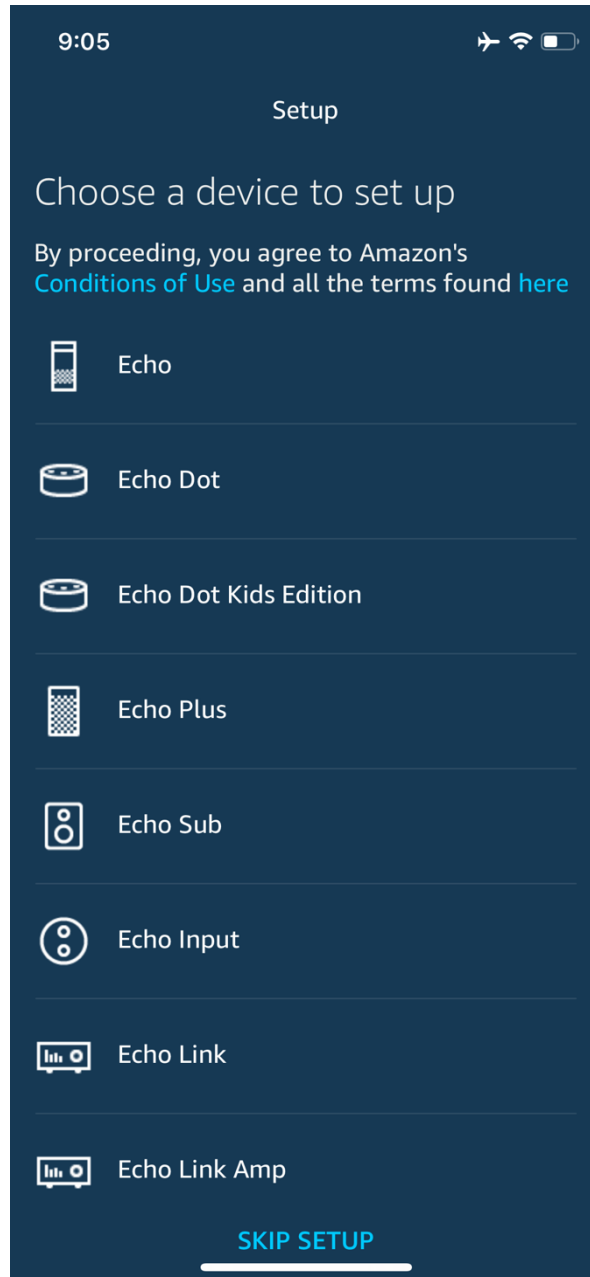 9:05
Setup
Choose a device to set up
By proceeding, you agree to Amazon's
Conditions of Use and all the terms found here
Echo
Echo Dot
Echo Dot Kids Edition
Echo Plus
Echo Sub
Echo Input
Echo Link
Echo Link Amp
SKIP SETUP